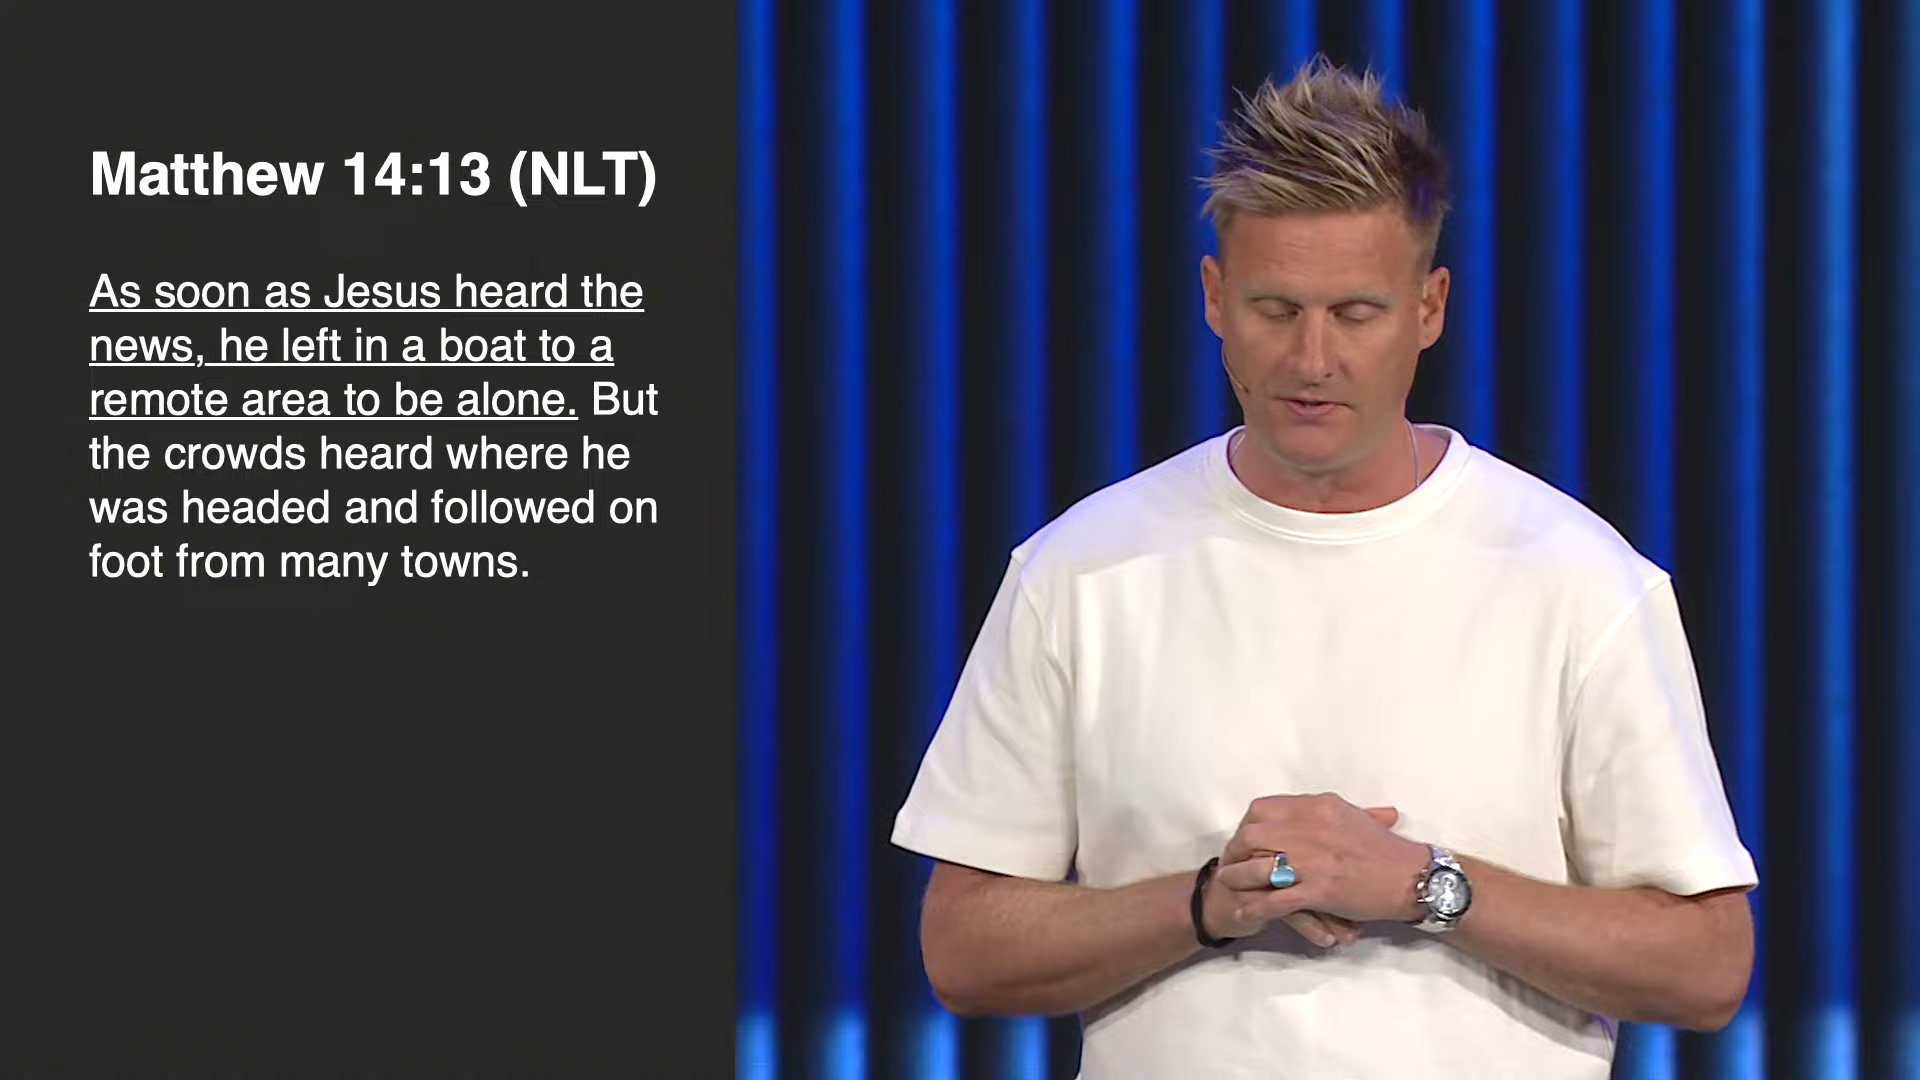 Matthew 14:13 (NLT)
As soon as Jesus heard the
news, he left in a boat to a
remote area to be alone. But
the crowds heard where he
was headed and followed on
foot from many towns.